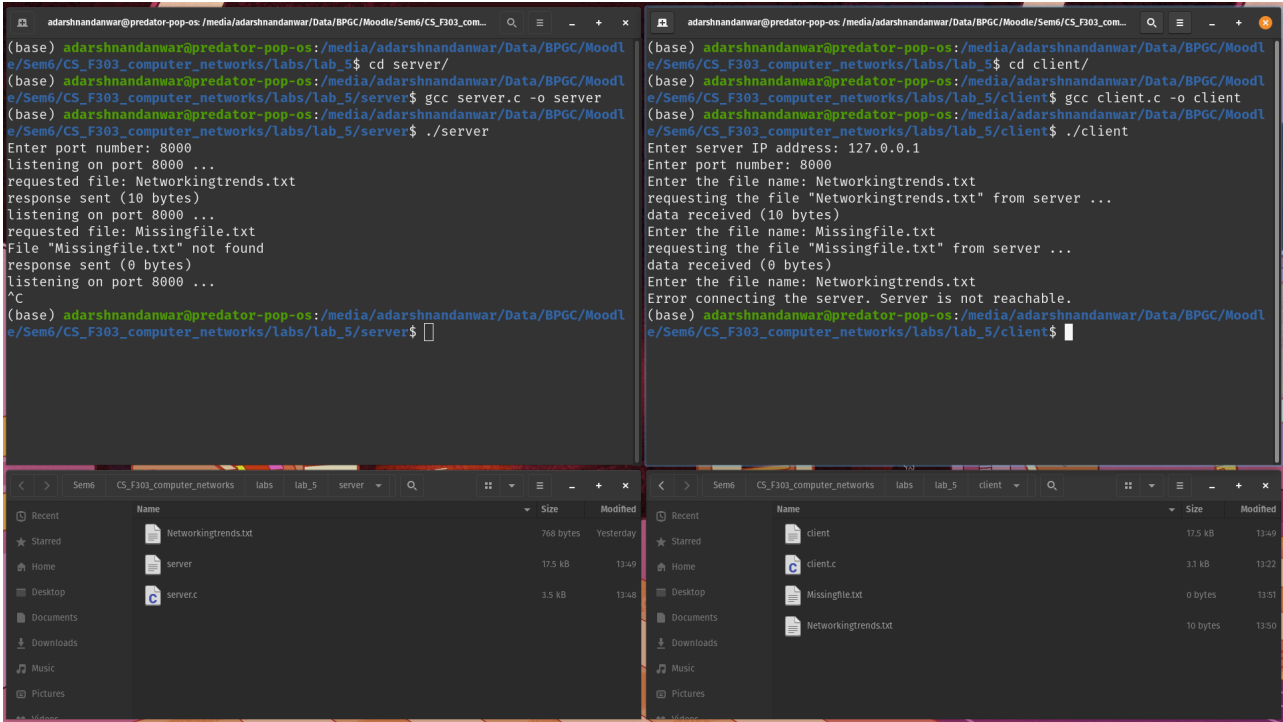 adarshnandanwar@predator-pop-os: /media/adarshnandanwar/Data/BPGC/Moodle/Sem6/CS_F303_com...
(base) adarshnandanwar@predator-pop-os:/media/adarshnandanwar/Data/BPGC/Moodl
e/Sem6/CS_F303_computer_networks/labs/lab_5$ cd server/
(base) adarshnandanwar@predator-pop-os:/media/adarshnandanwar/Data/BPGC/Moodl
e/Sem6/CS_F303_computer_networks/labs/lab_5/server$ gcc server.c -o server
(base) adarshnandanwar@predator-pop-os:/media/adarshnandanwar/Data/BPGC/Moodl
e/Sem6/CS_F303_computer_networks/labs/lab_5/server$ ./server
Enter port number: 8000
listening on port 8000 ...
requested file: Networkingtrends.txt
response sent (10 bytes)
listening on port 8000 ...
requested file: Missingfile.txt
File "Missingfile.txt" not found
response sent (0 bytes)
listening on port 8000 ...
^C
(base) adarshnandanwar@predator-pop-os:/media/adarshnandanwar/Data/BPGC/Moodl
e/Sem6/CS_F303_computer_networks/labs/lab_5/server$
adarshnandanwar@predator-pop-os: /media/adarshnandanwar/Data/BPGC/Moodle/Sem6/CS_F303_com...
(base) adarshnandanwar@predator-pop-os:/media/adarshnandanwar/Data/BPGC/Moodl
e/Sem6/CS_F303_computer_networks/labs/lab_5$ cd client/
(base) adarshnandanwar@predator-pop-os:/media/adarshnandanwar/Data/BPGC/Moodl
e/Sem6/CS_F303_computer_networks/labs/lab_5/client$ gcc client.c -o client
(base) adarshnandanwar@predator-pop-os:/media/adarshnandanwar/Data/BPGC/Moodl
e/Sem6/CS_F303_computer_networks/labs/lab_5/client$ ./client
Enter server IP address: 127.0.0.1
Enter port number: 8000
Enter the file name: Networkingtrends.txt
requesting the file "Networkingtrends.txt" from server ...
data received (10 bytes)
Enter the file name: Missingfile.txt
requesting the file "Missingfile.txt" from server ...
data received (0 bytes)
Enter the file name: Networkingtrends.txt
Error connecting the server. Server is not reachable.
(base) adarshnandanwar@predator-pop-os:/media/adarshnandanwar/Data/BPGC/Moodl
e/Sem6/CS_F303_computer_networks/labs/lab_5/client$
Sem6 CS_F303_computer_networks labs lab_5 server
Recent
Starred
Home
Desktop
Documents
Downloads
Music
Pictures
Videos
Name Size Modified
Networkingtrends.txt 768 bytes Yesterday
server 17.5 kB 13:49
server.c 3.5 kB 13:48
Sem6 CS_F303_computer_networks labs lab_5 client
Recent
Starred
Home
Desktop
Documents
Downloads
Music
Pictures
Videos
Name Size Modified
client 17.5 kB 13:49
client.c 3.1 kB 13:22
Missingfile.txt 0 bytes 13:51
Networkingtrends.txt 10 bytes 13:50